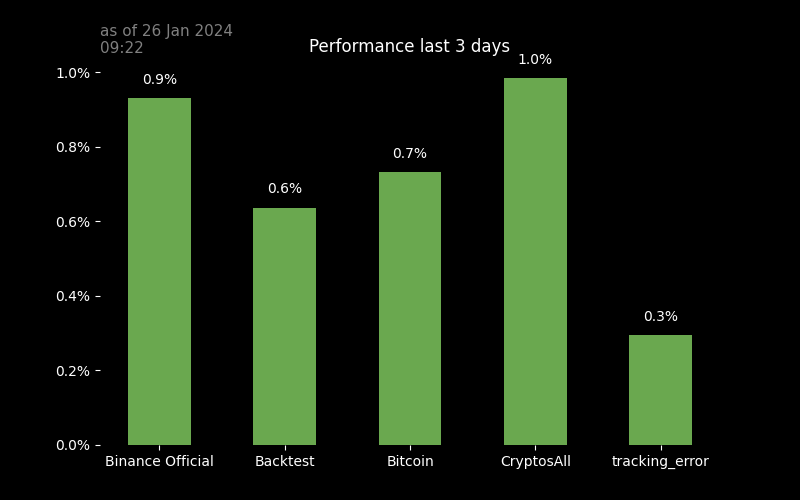 as of 26 Jan 2024
09:22
Performance last 3 days
1.0%
0.8%
0.6%
0.4%
0.2%
0.0%
0.9%
0.6%
0.7%
1.0%
0.3%
Binance Official
Backtest
Bitcoin
CryptosAll
tracking_error